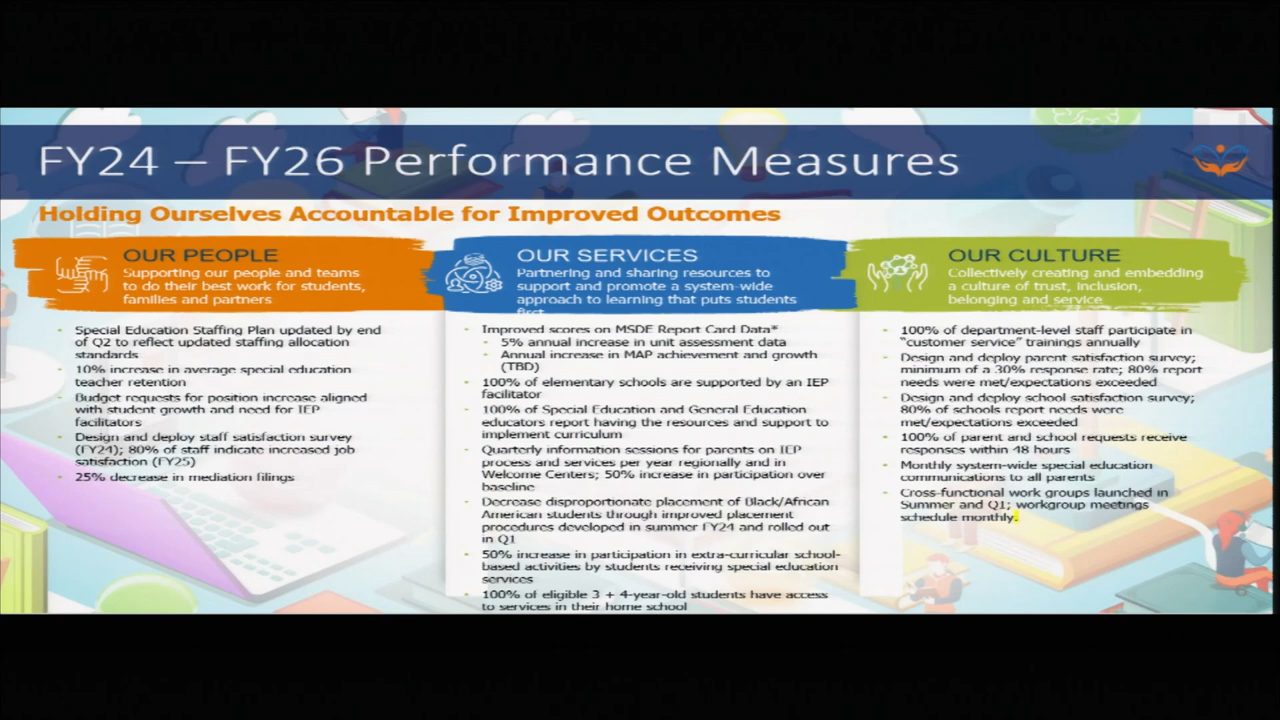 FY24 – FY26 Performance Measures
Holding Ourselves Accountable for Improved Outcomes
OUR PEOPLE
Supporting our people and teams
to do their best work for students,
families and partners
Special Education Staffing Plan updated by end
of Q2 to reflect updated staffing allocation
standards
10% increase in average special education
teacher retention
Budget requests for position increase aligned
with student growth and need for IEP
facilitators
Design and deploy staff satisfaction survey
(FY24); 80% of staff indicate increased job
satisfaction (FY25)
25% decrease in mediation filings
OUR SERVICES
Partnering and sharing resources to
support and promote a system-wide
approach to learning that puts students
first
Improved scores on MSDE Report Card Data*
5% annual increase in unit assessment data
Annual increase in MAP achievement and growth
(TBD)
100% of elementary schools are supported by an IEP
facilitator
100% of Special Education and General Education
educators report having the resources and support to
implement curriculum
Quarterly information sessions for parents on IEP
process and services per year regionally and in
Welcome Centers; 50% increase in participation over
baseline
Decrease disproportionate placement of Black/African
American students through improved placement
procedures developed in summer FY24 and rolled out
in Q1
50% increase in participation in extra-curricular school-
based activities by students receiving special education
services
100% of eligible 3 + 4-year-old students have access
to services in their home school
OUR CULTURE
Collectively creating and embedding
a culture of trust, inclusion,
belonging and service
100% of department-level staff participate in
"customer service" trainings annually
Design and deploy parent satisfaction survey;
minimum of a 30% response rate; 80% report
needs were met/expectations exceeded
Design and deploy school satisfaction survey;
80% of schools report needs were
met/expectations exceeded
100% of parent and school requests receive
responses within 48 hours
Monthly system-wide special education
communications to all parents
Cross-functional work groups launched in
Summer and Q1; workgroup meetings
schedule monthly.